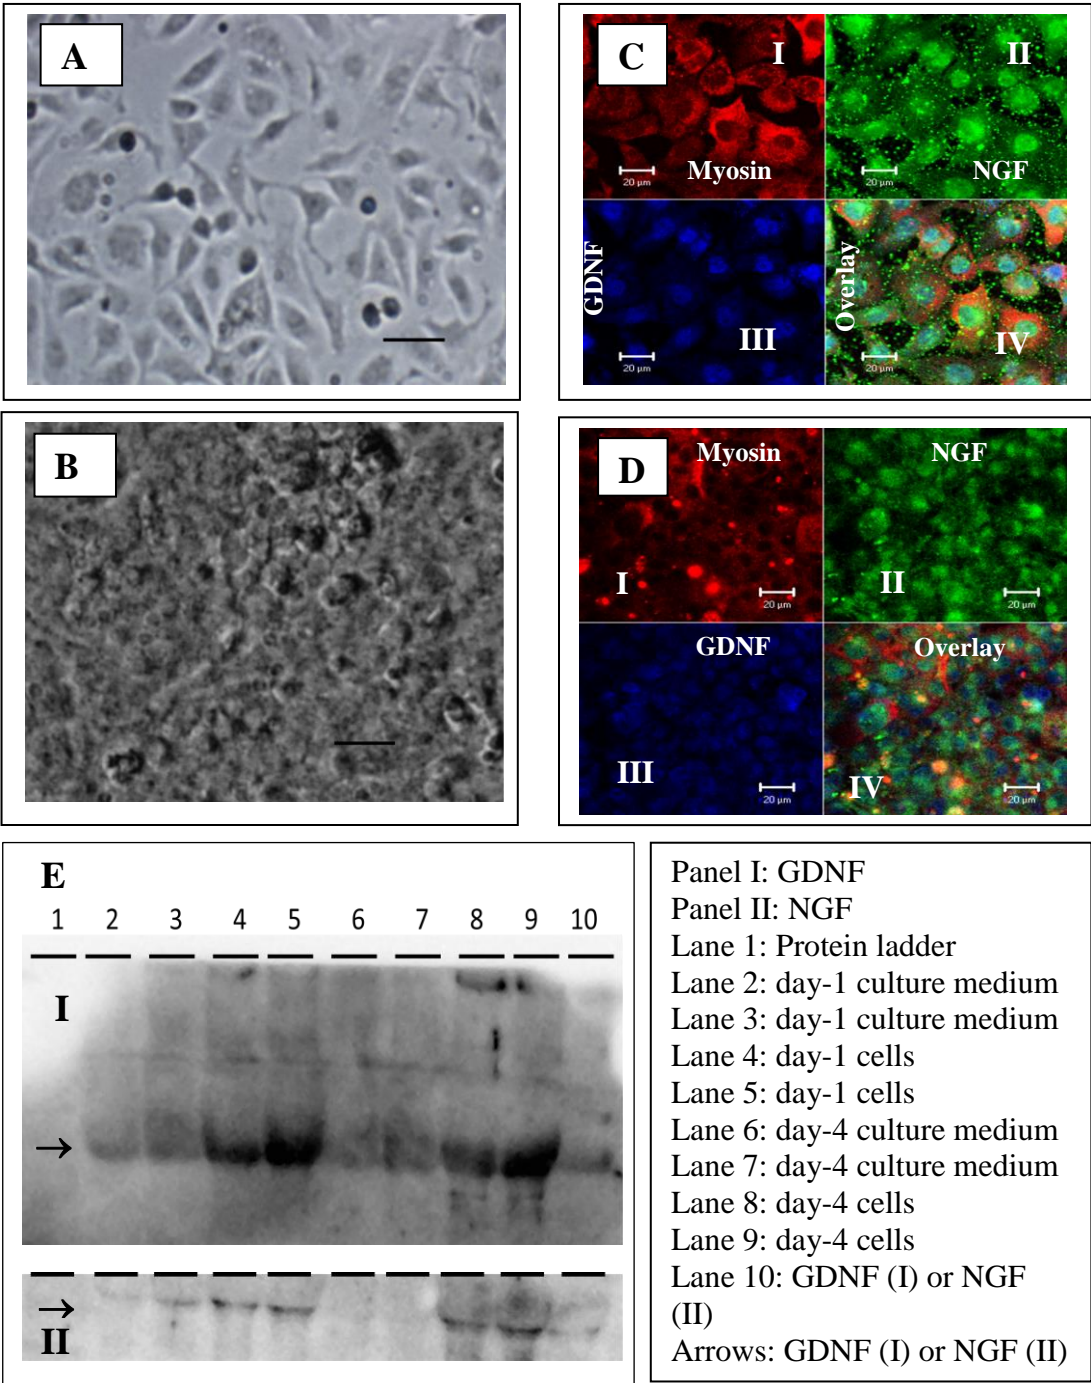 A
C
I
II
Myosin
NGF
20 µm
20 µm
GDNF
Overlay
III
IV
20 µm
20 µm
B
D
Myosin
NGF
I
II
20 µm
20 µm
GDNF
Overlay
III
IV
20 µm
20 µm
E
1 2 3 4 5 6 7 8 9 10
I
→
→
II
Panel I: GDNF
Panel II: NGF
Lane 1: Protein ladder
Lane 2: day-1 culture medium
Lane 3: day-1 culture medium
Lane 4: day-1 cells
Lane 5: day-1 cells
Lane 6: day-4 culture medium
Lane 7: day-4 culture medium
Lane 8: day-4 cells
Lane 9: day-4 cells
Lane 10: GDNF (I) or NGF
(II)
Arrows: GDNF (I) or NGF (II)